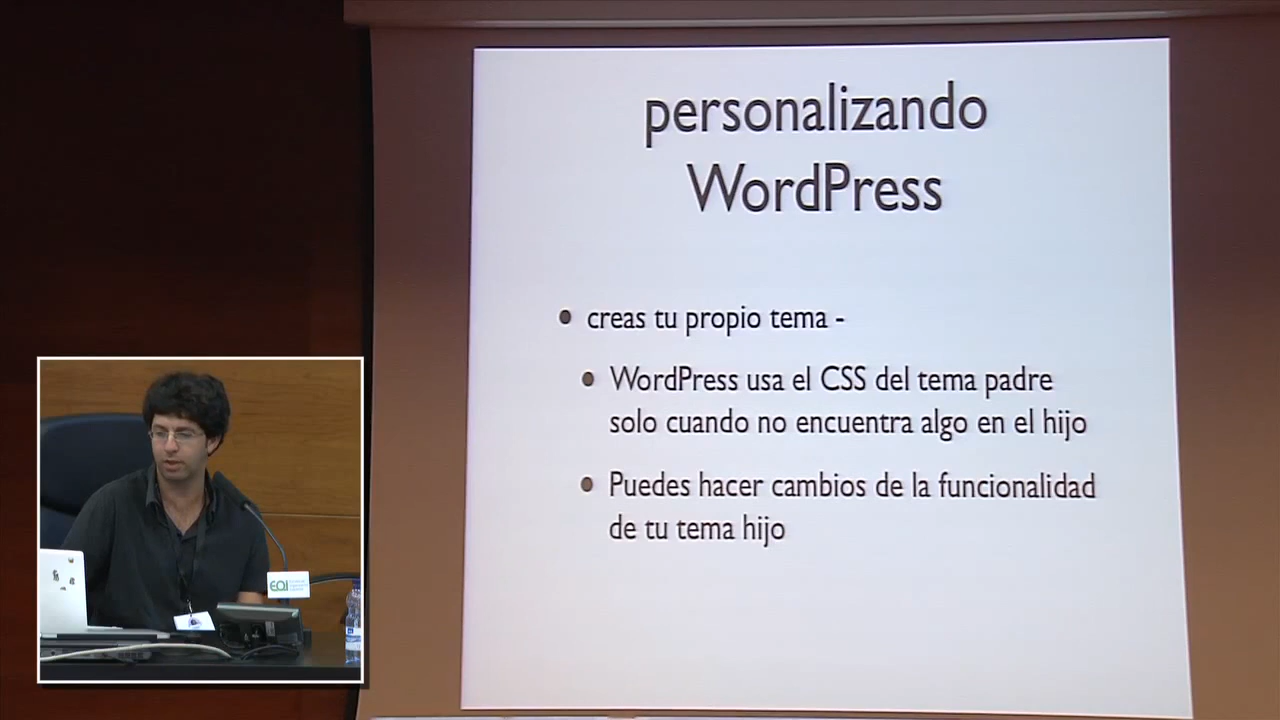 personalizando
WordPress
• creas tu propio tema -
• WordPress usa el CSS del tema padre
solo cuando no encuentra algo en el hijo
• Puedes hacer cambios de la funcionalidad
de tu tema hijo
EOI